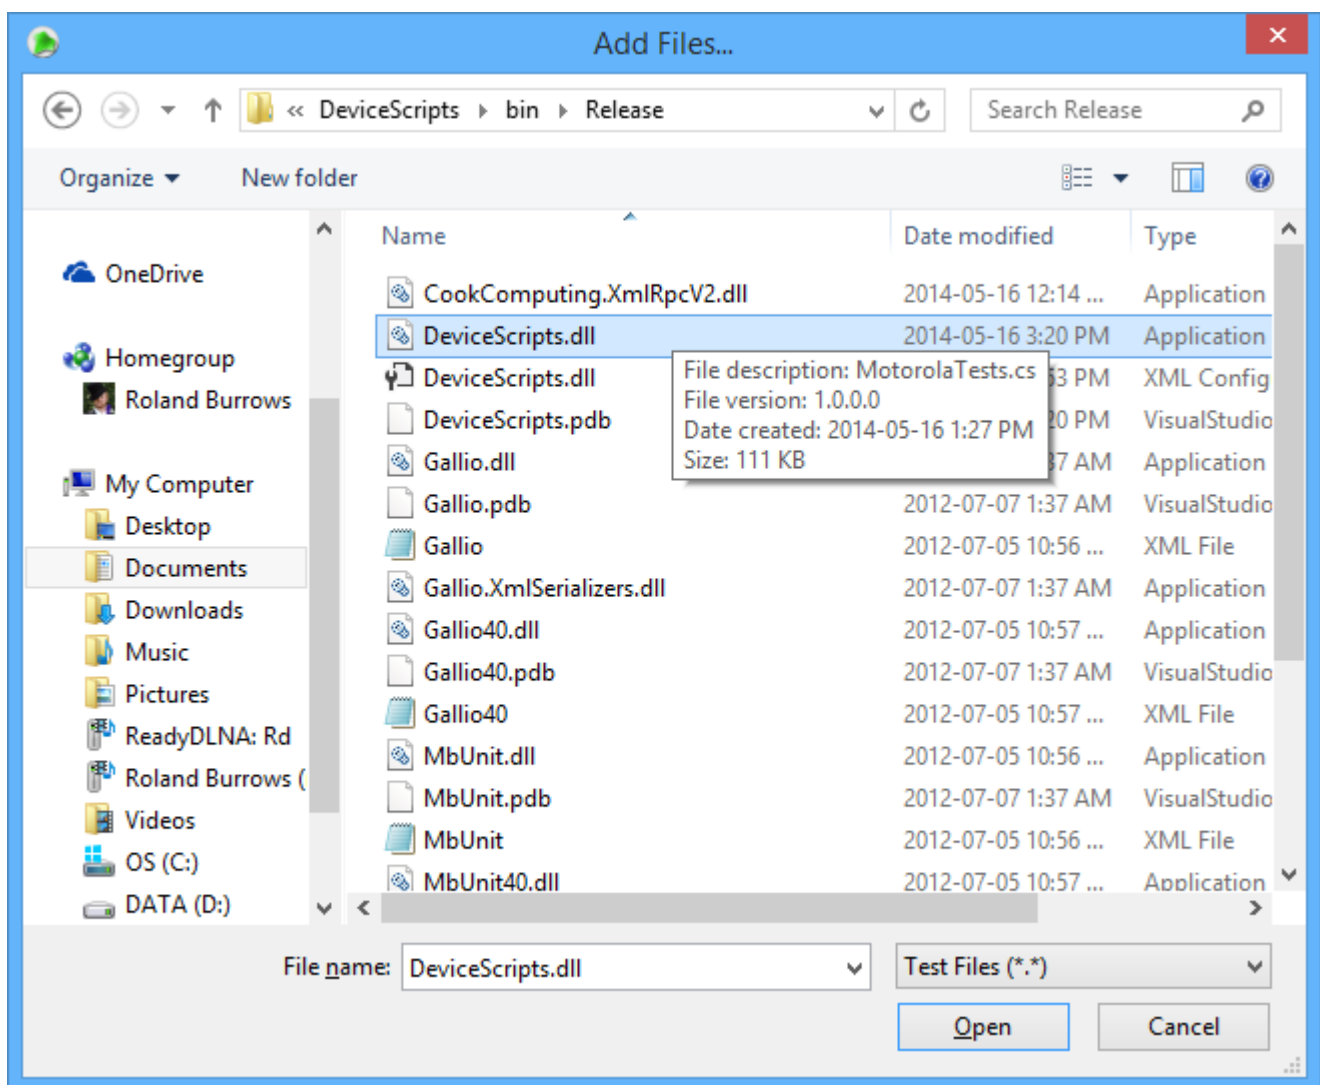 Add Files...
« DeviceScripts bin Release
Search Release
Organize New folder
Name Date modified Type
OneDrive
Homegroup
Roland Burrows
My Computer
Desktop
Documents
Downloads
Music
Pictures
ReadyDLNA: Rd
Roland Burrows (
Videos
OS (C:)
DATA (D:)
CookComputing.XmlRpcV2.dll 2014-05-16 12:14 ... Application
DeviceScripts.dll 2014-05-16 3:20 PM Application
DeviceScripts.dll 53 PM XML Config
DeviceScripts.pdb 20 PM VisualStudio
Gallio.dll 37 AM Application
Gallio.pdb 2012-07-07 1:37 AM VisualStudio
Gallio 2012-07-05 10:56 ... XML File
Gallio.XmlSerializers.dll 2012-07-07 1:37 AM Application
Gallio40.dll 2012-07-05 10:57 ... Application
Gallio40.pdb 2012-07-07 1:37 AM VisualStudio
Gallio40 2012-07-05 10:57 ... XML File
MbUnit.dll 2012-07-05 10:56 ... Application
MbUnit.pdb 2012-07-07 1:37 AM VisualStudio
MbUnit 2012-07-05 10:56 ... XML File
MbUnit40.dll 2012-07-05 10:57 ... Application
File description: MotorolaTests.cs
File version: 1.0.0.0
Date created: 2014-05-16 1:27 PM
Size: 111 KB
File name: DeviceScripts.dll Test Files (*.*)
Open Cancel